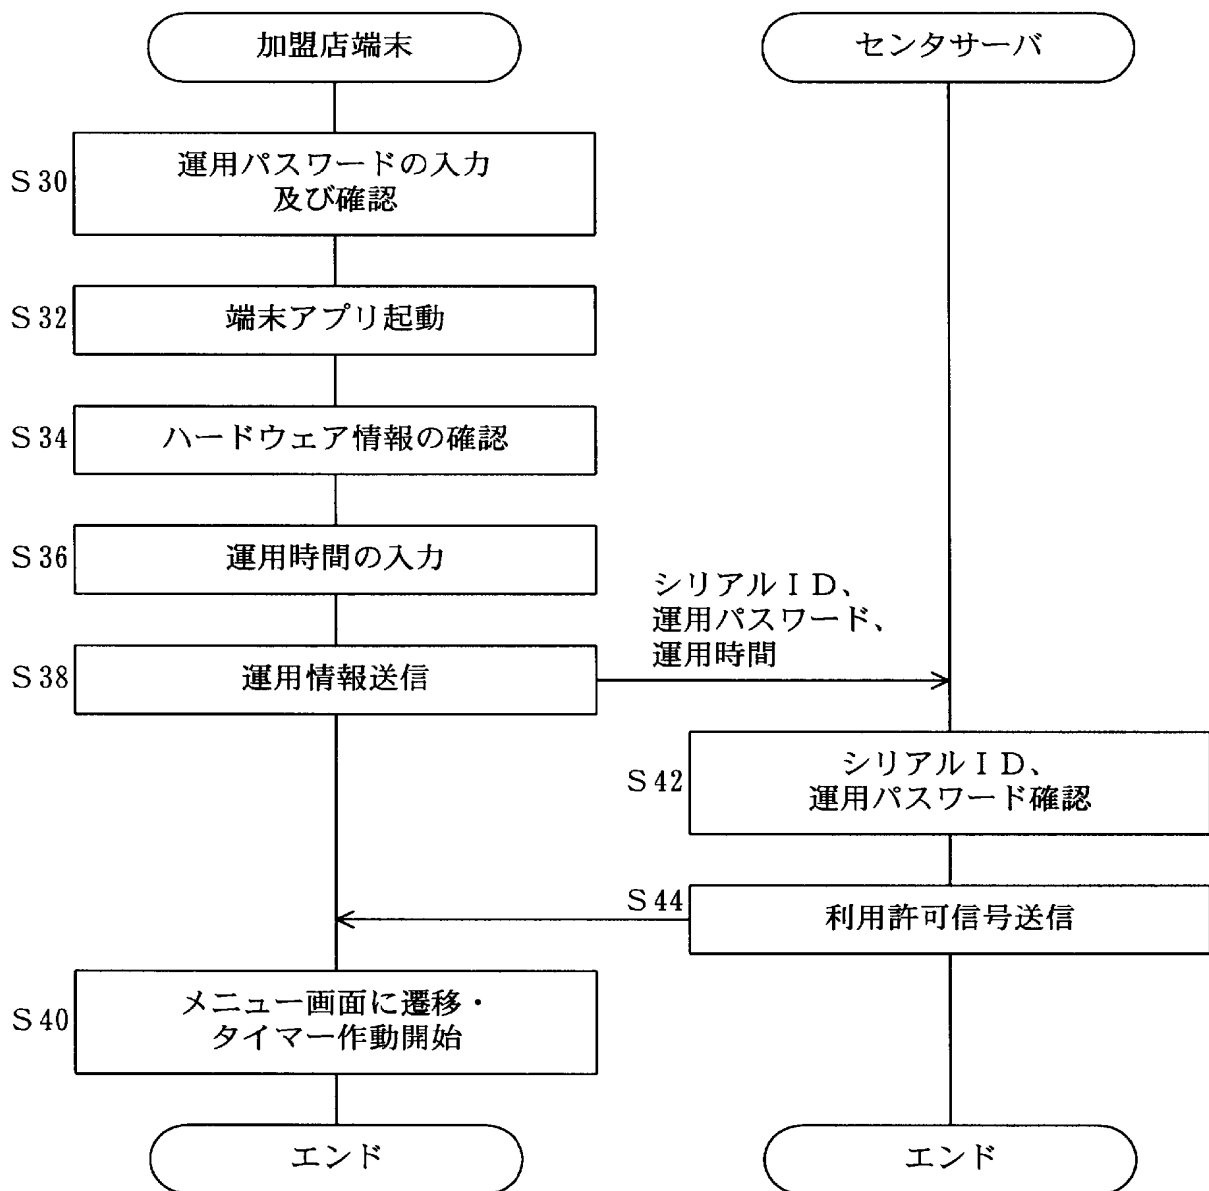 加盟店端末
センタサーバ
S30
運用パスワードの入力
及び確認
S32
端末アプリ起動
S34
ハードウェア情報の確認
S36
運用時間の入力
シリアルID、
運用パスワード、
運用時間
S38
運用情報送信
S42
シリアルID、
運用パスワード確認
S44
利用許可信号送信
S40
メニュー画面に遷移・
タイマー作動開始
エンド
エンド